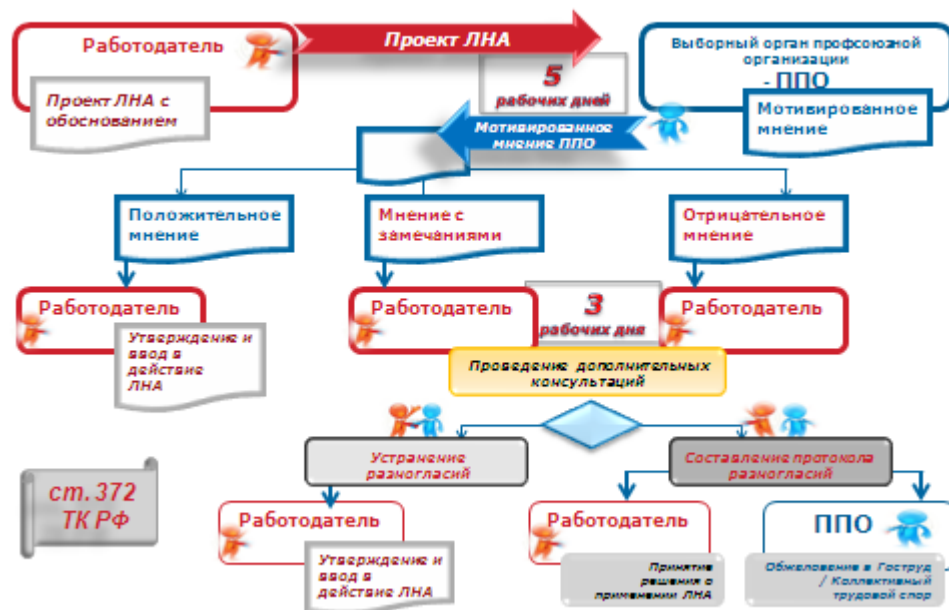 Работодатель
Проект ЛНА
Выборный орган профсоюзной
организации
- ППО
Проект ЛНА с
обоснованием
5
рабочих дней
Мотивированное
мнение
Мотивированное
мнение ППО
Положительное
мнение
Мнение с
замечаниями
Отрицательное
мнение
Работодатель
Работодатель
3
рабочих дня
Работодатель
Утверждение и
ввод в
действие
ЛНА
Проведение дополнительных
консультаций
Устранение
разногласий
Составление протокола
разногласий
ст. 372
ТК РФ
Работодатель
Работодатель
ППО
Утверждение и
ввод в
действие ЛНА
Принятие
решения о
применении ЛНА
Обжалование в Гоструд
/ Коллективный
трудовой спор